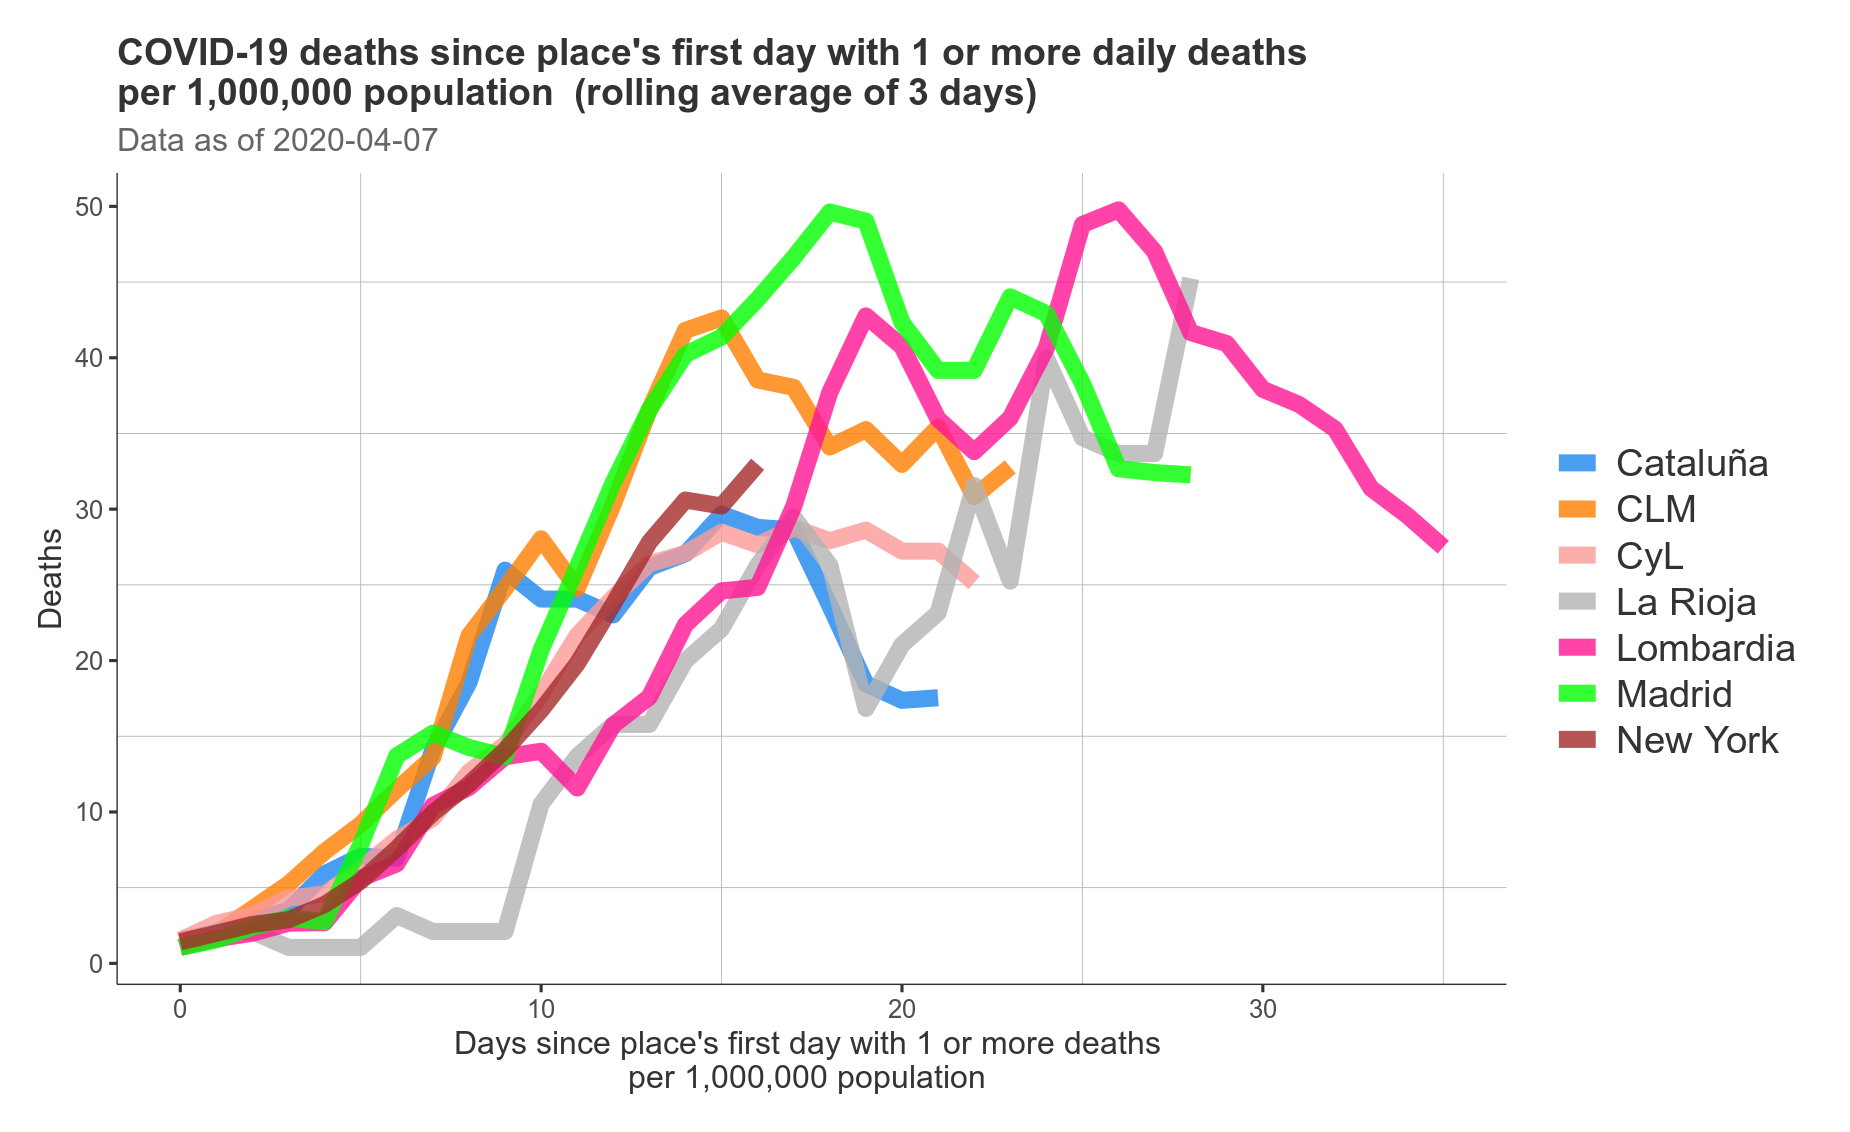 COVID-19 deaths since place's first day with 1 or more daily deaths
per 1,000,000 population  (rolling average of 3 days)
Data as of 2020-04-07
50
40
30
20
10
0
Deaths
0
10
20
30
Days since place's first day with 1 or more deaths
per 1,000,000 population
Cataluña
CLM
CyL
La Rioja
Lombardia
Madrid
New York